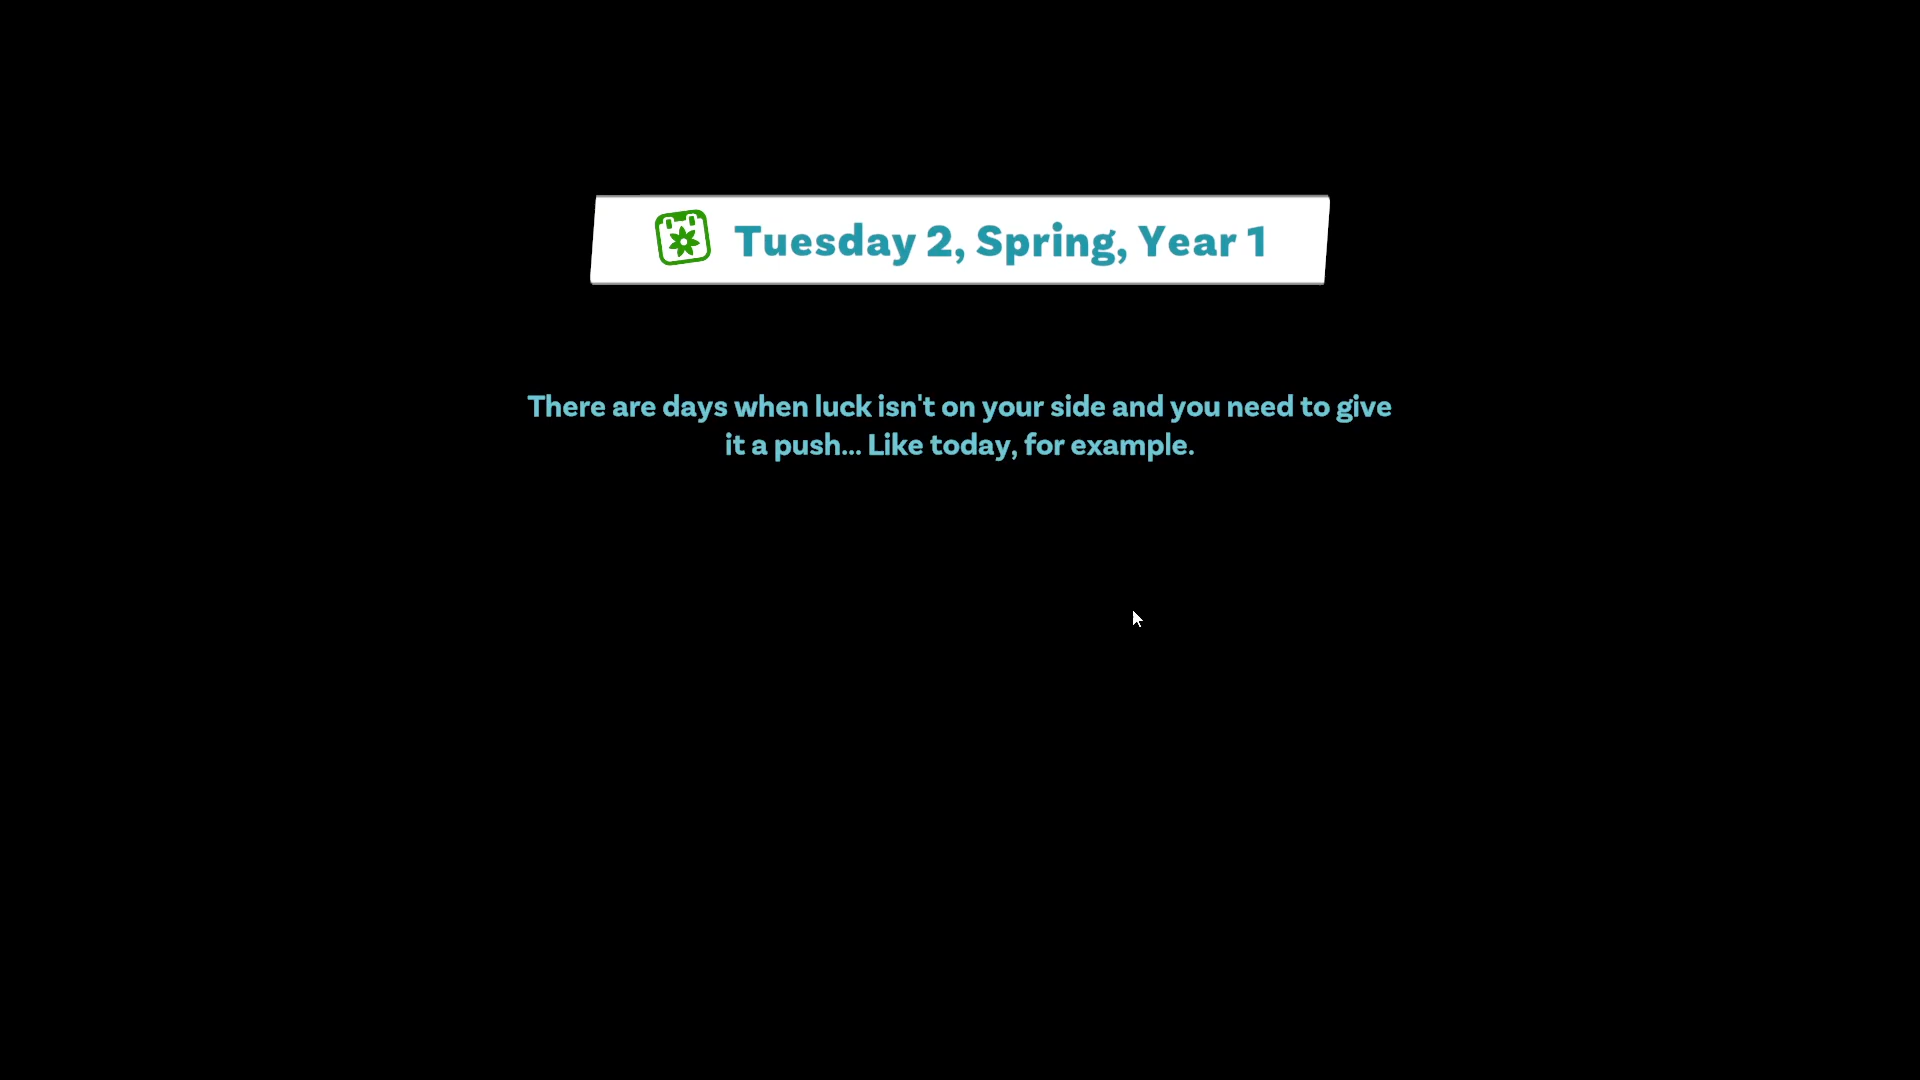 Tuesday 2, Spring, Year 1
There are days when luck isn't on your side and you need to give
it a push... Like today, for example.